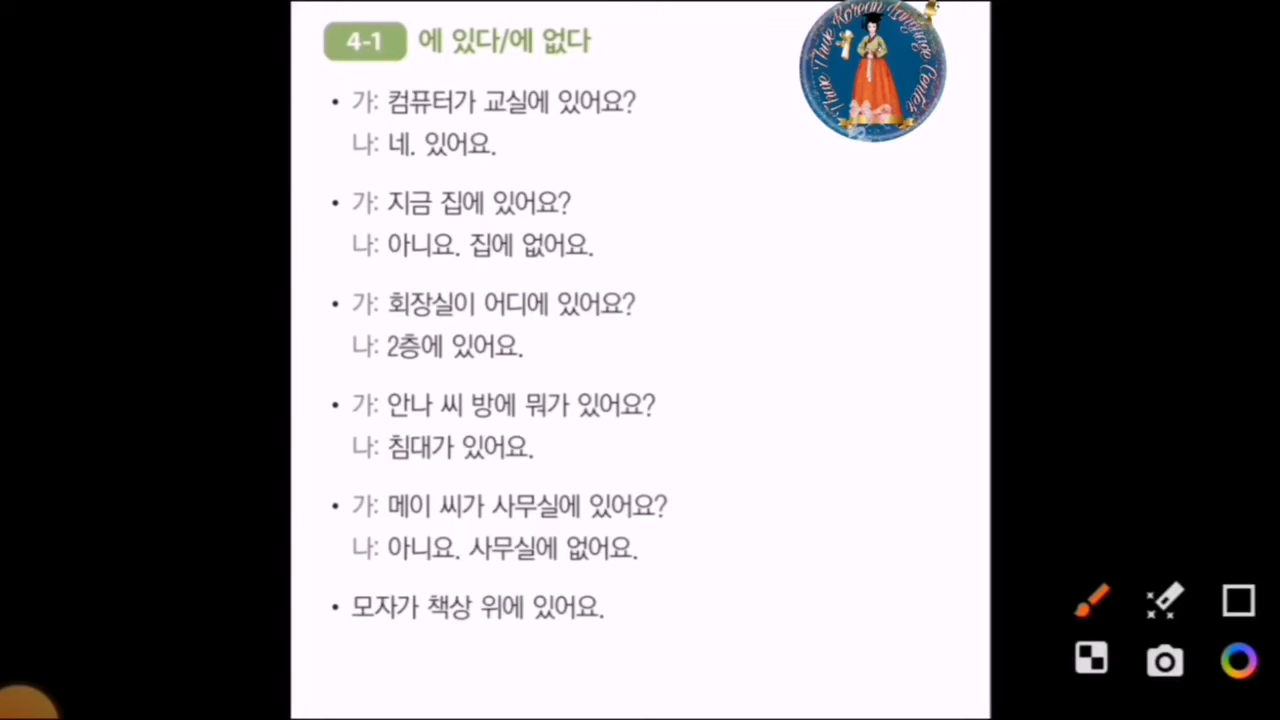 4-1 에 있다/에 없다
Thuu Thuu Korean Language Center
• 가: 컴퓨터가 교실에 있어요?
나: 네. 있어요.
• 가: 지금 집에 있어요?
나: 아니요. 집에 없어요.
• 가: 회장실이 어디에 있어요?
나: 2층에 있어요.
• 가: 안나 씨 방에 뭐가 있어요?
나: 침대가 있어요.
• 가: 메이 씨가 사무실에 있어요?
나: 아니요. 사무실에 없어요.
• 모자가 책상 위에 있어요.